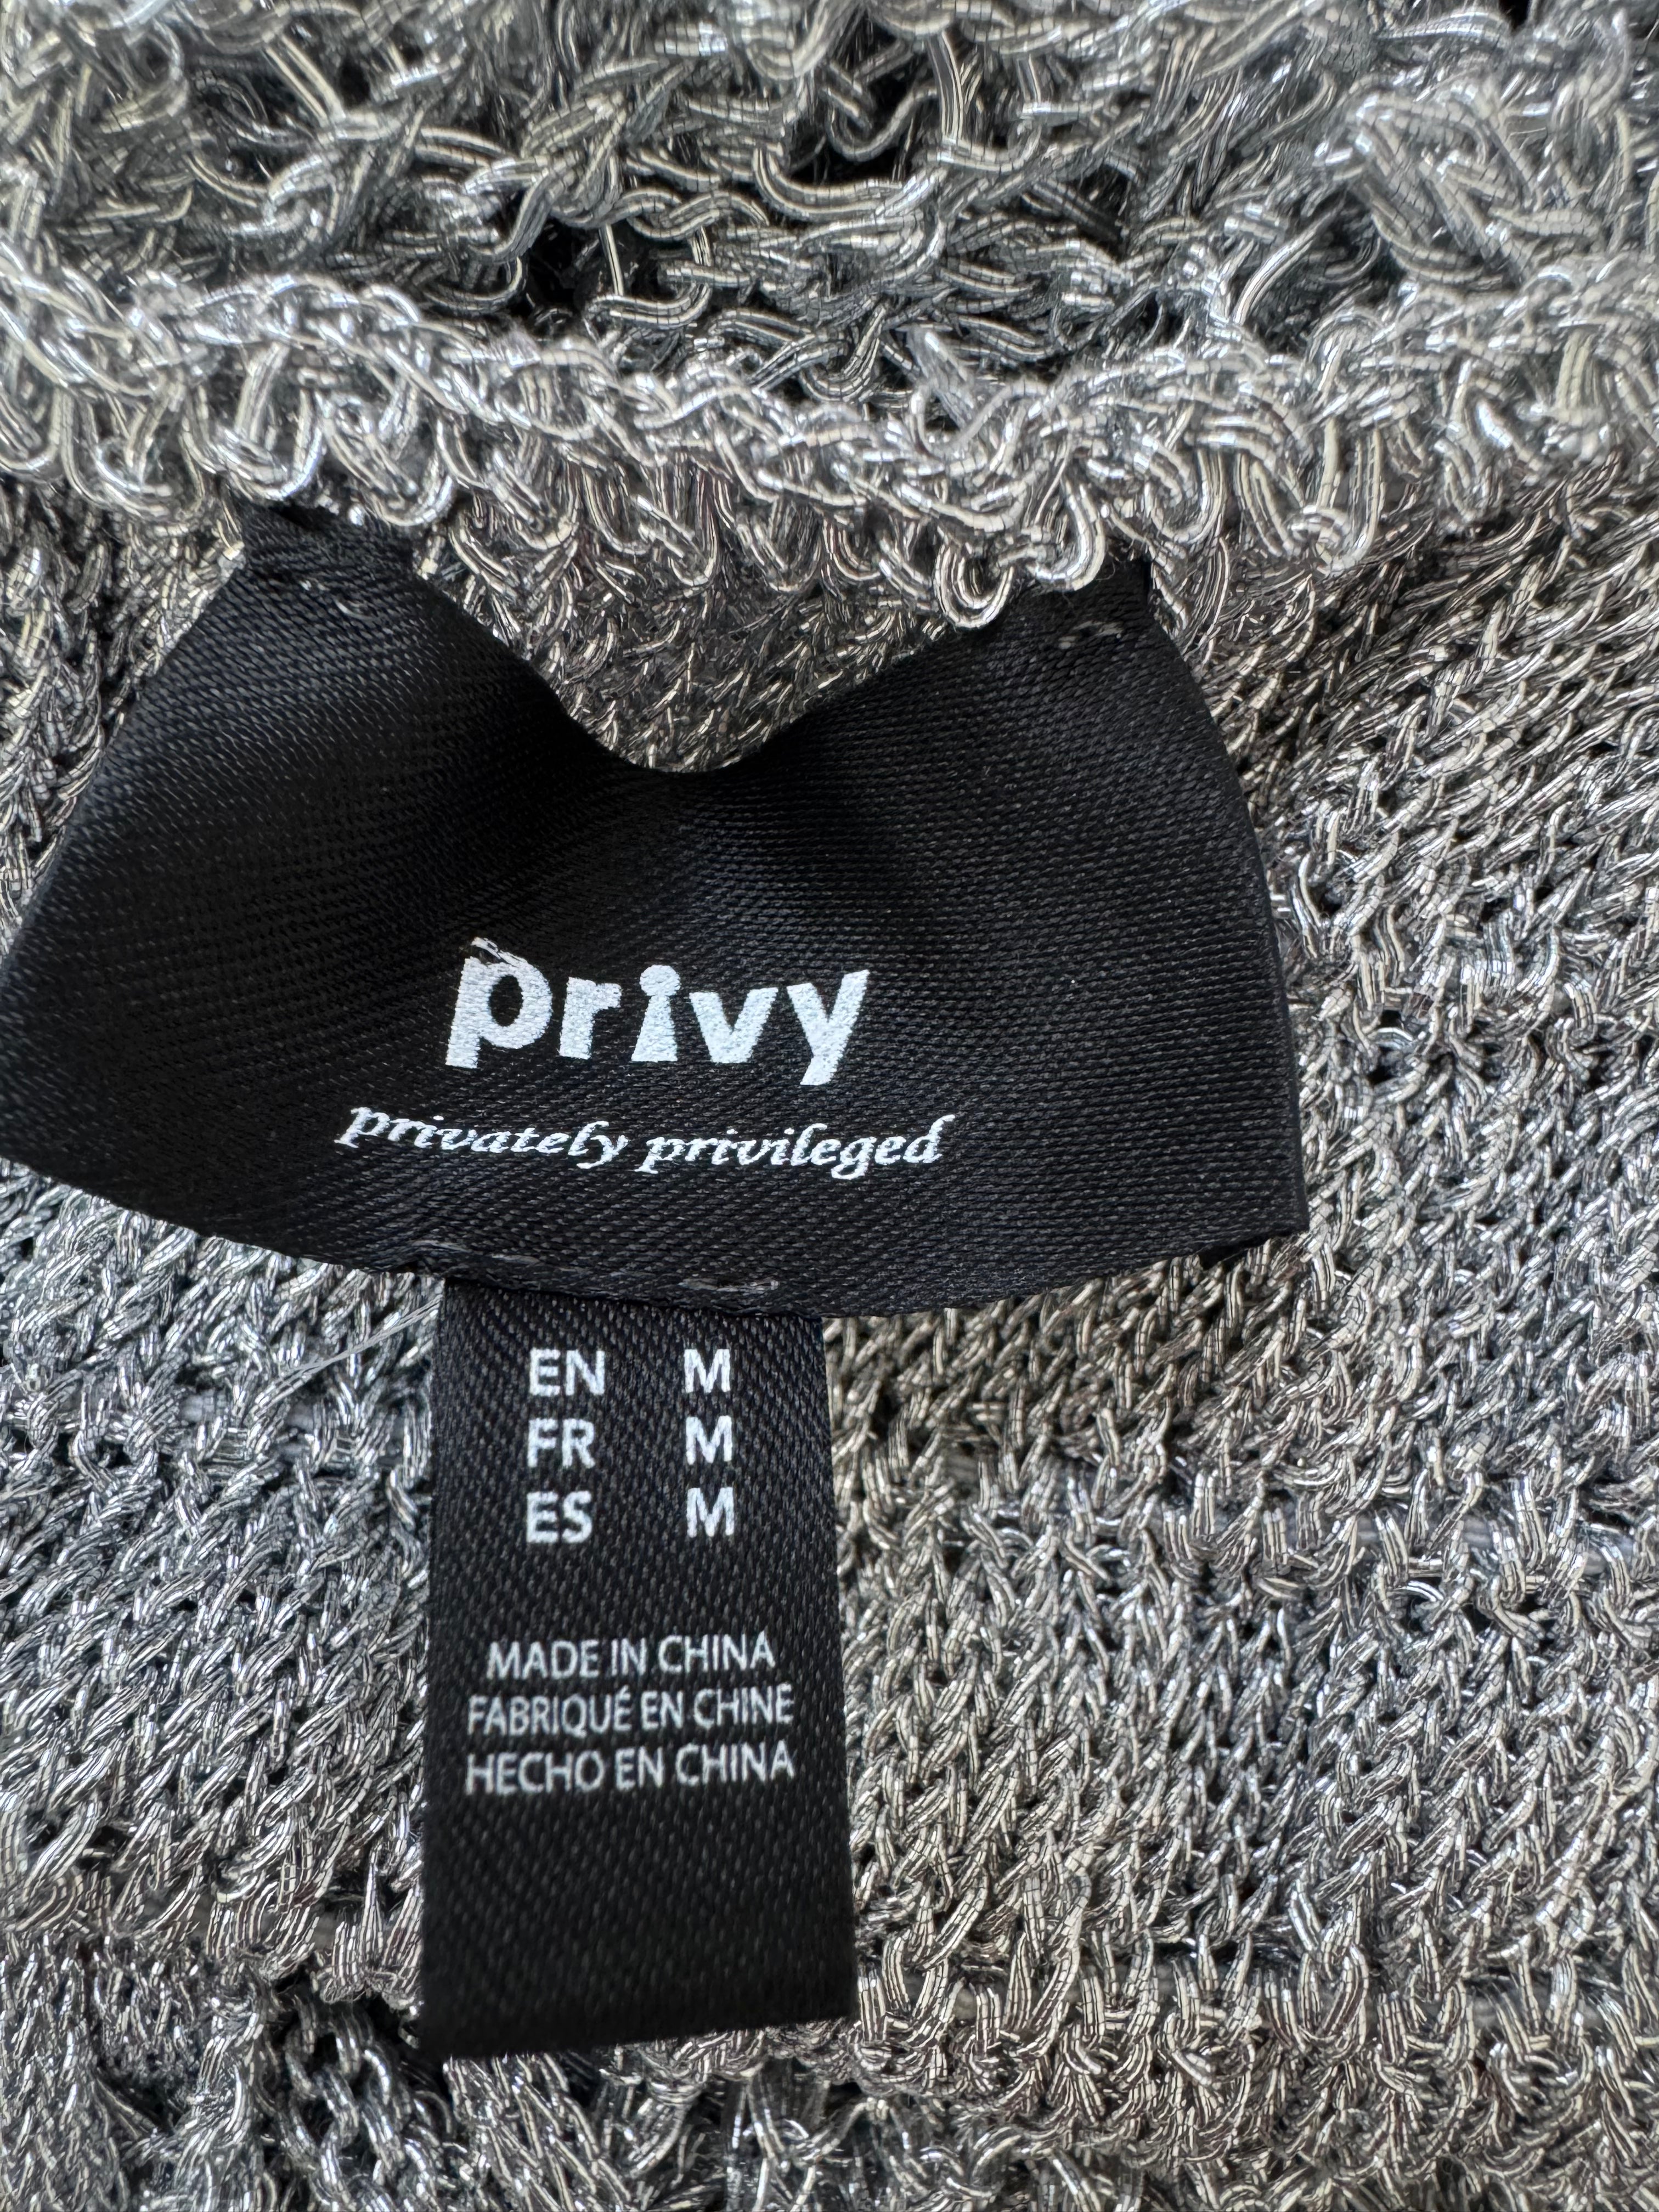 privy
privately privileged
EN M
FR M
ES M
MADE IN CHINA
FABRIQUÉ EN CHINE
HECHO EN CHINA